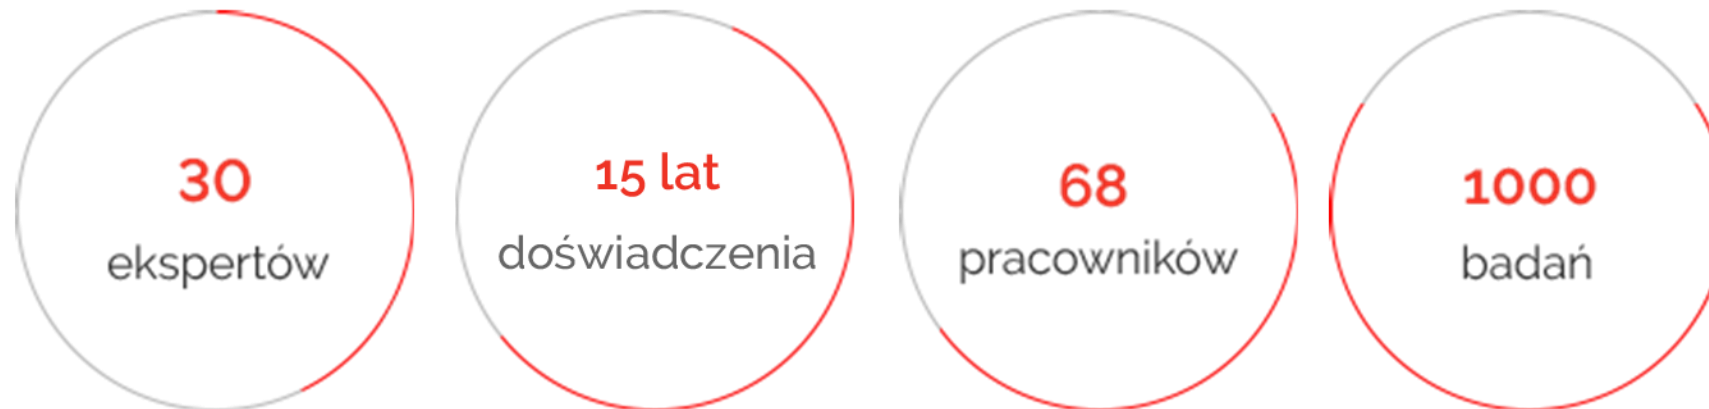 30
ekspertów
15 lat
doświadczenia
68
pracowników
1000
badań